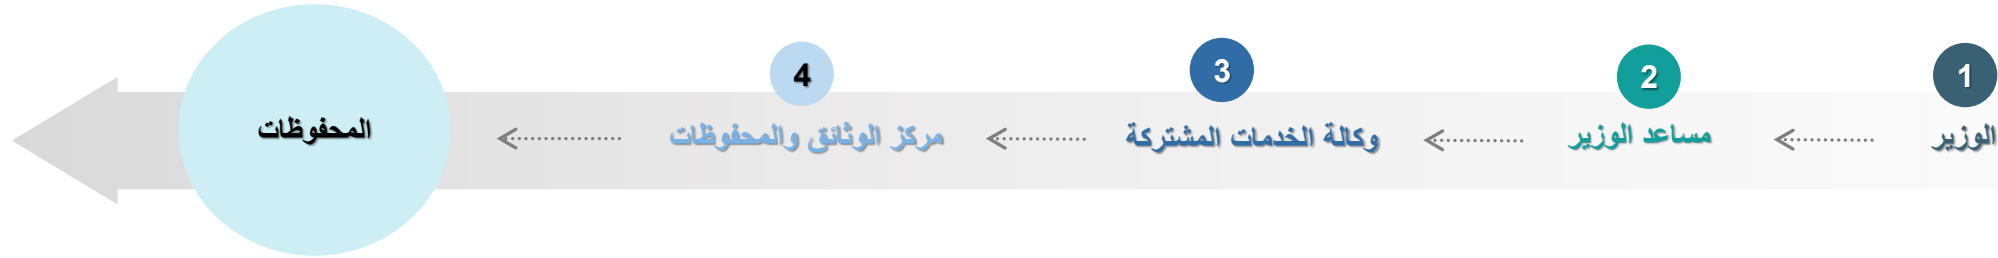 1
الوزير
2
مساعد الوزير
3
وكالة الخدمات المشتركة
4
مركز الوثائق والمحفوظات
المحفوظات